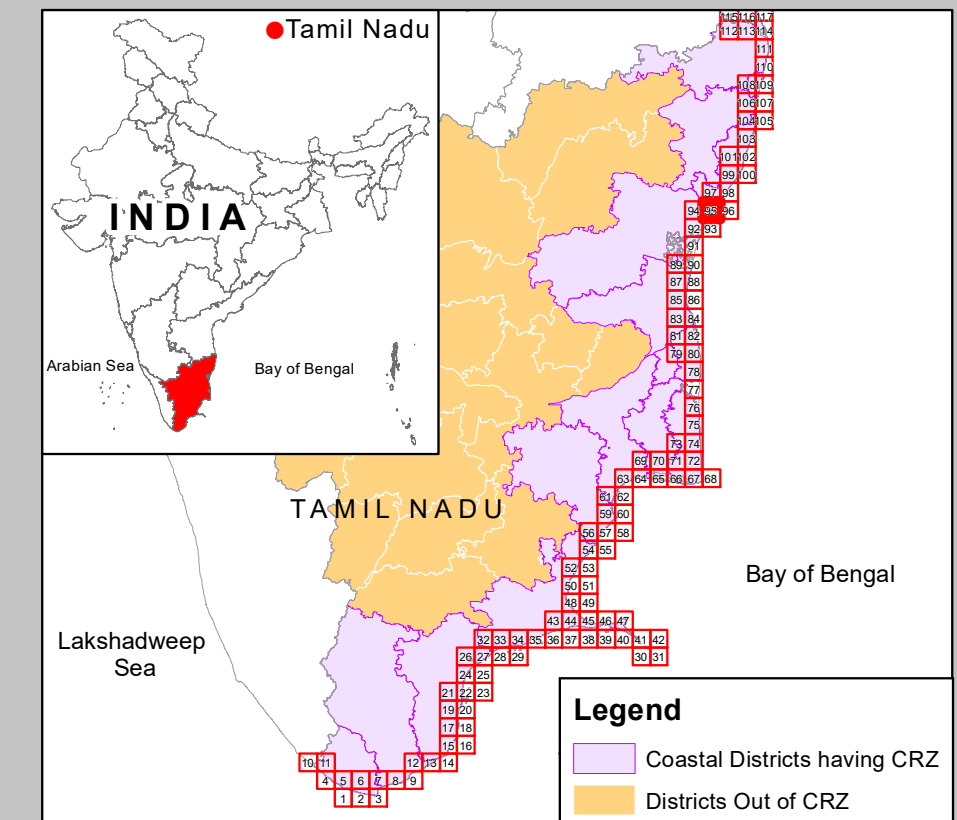 Tamil Nadu
INDIA
Arabian Sea
Bay of Bengal
115 116 117
112 113 114
111
110
108 109
106 107
104 105
103
101 102
99 100
97 98
94 95 96
92 93
91
89 90
87 88
85 86
83 84
81 82
79 80
78
77
76
75
73 74
69 70 71 72
63 64 65 66 67 68
61 62
59 60
56 57 58
54 55
52 53
50 51
48 49
43 44 45 46 47
32 33 34 35 36 37 38 39 40 41 42
26 27 28 29 30 31
24 25
21 22 23
19 20
17 18
15 16
10 11 12 13 14
4 5 6 7 8 9
1 2 3
TAMIL NADU
Bay of Bengal
Lakshadweep
Sea
Legend
Coastal Districts having CRZ
Districts Out of CRZ